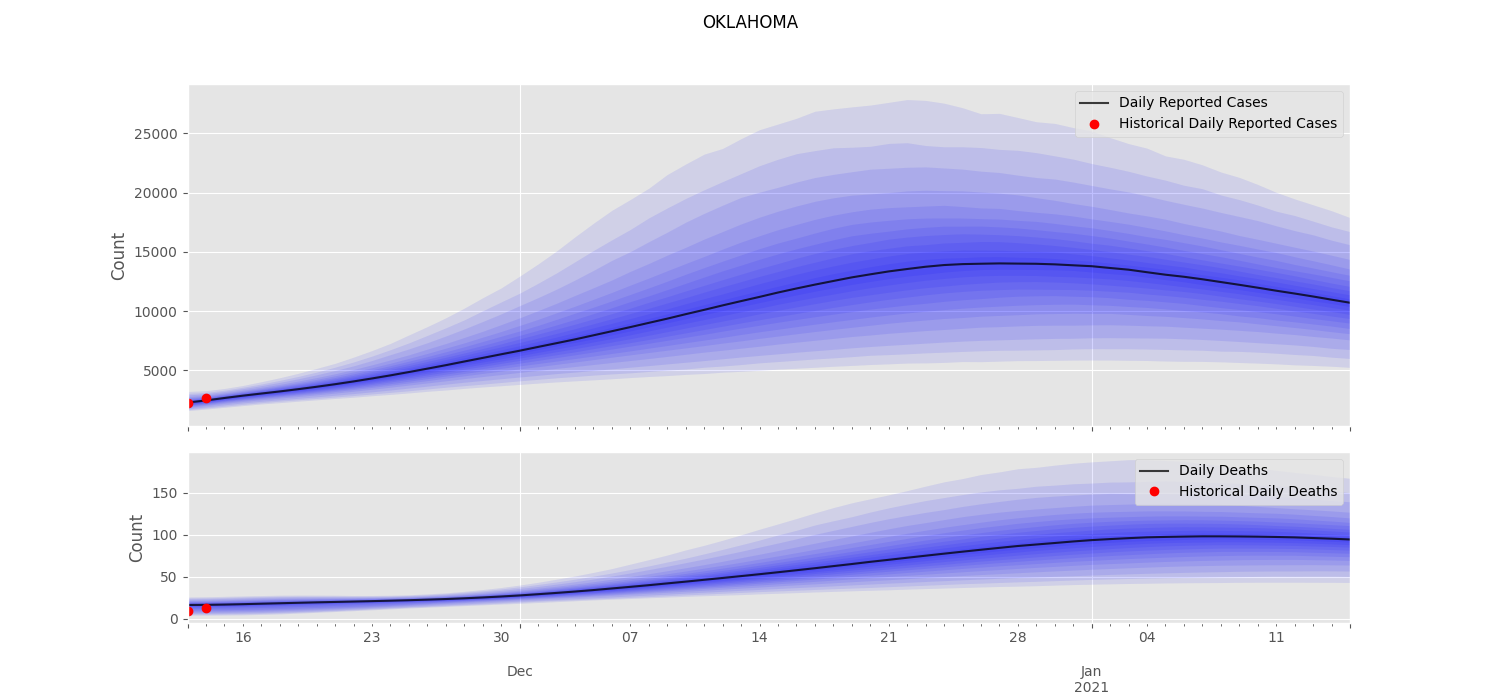 OKLAHOMA
Daily Reported Cases
Historical Daily Reported Cases
25000
20000
15000
10000
5000
Count
Daily Deaths
Historical Daily Deaths
150
100
50
0
Count
16 23 30 07 14 21 28 04 11
Dec Jan
2021